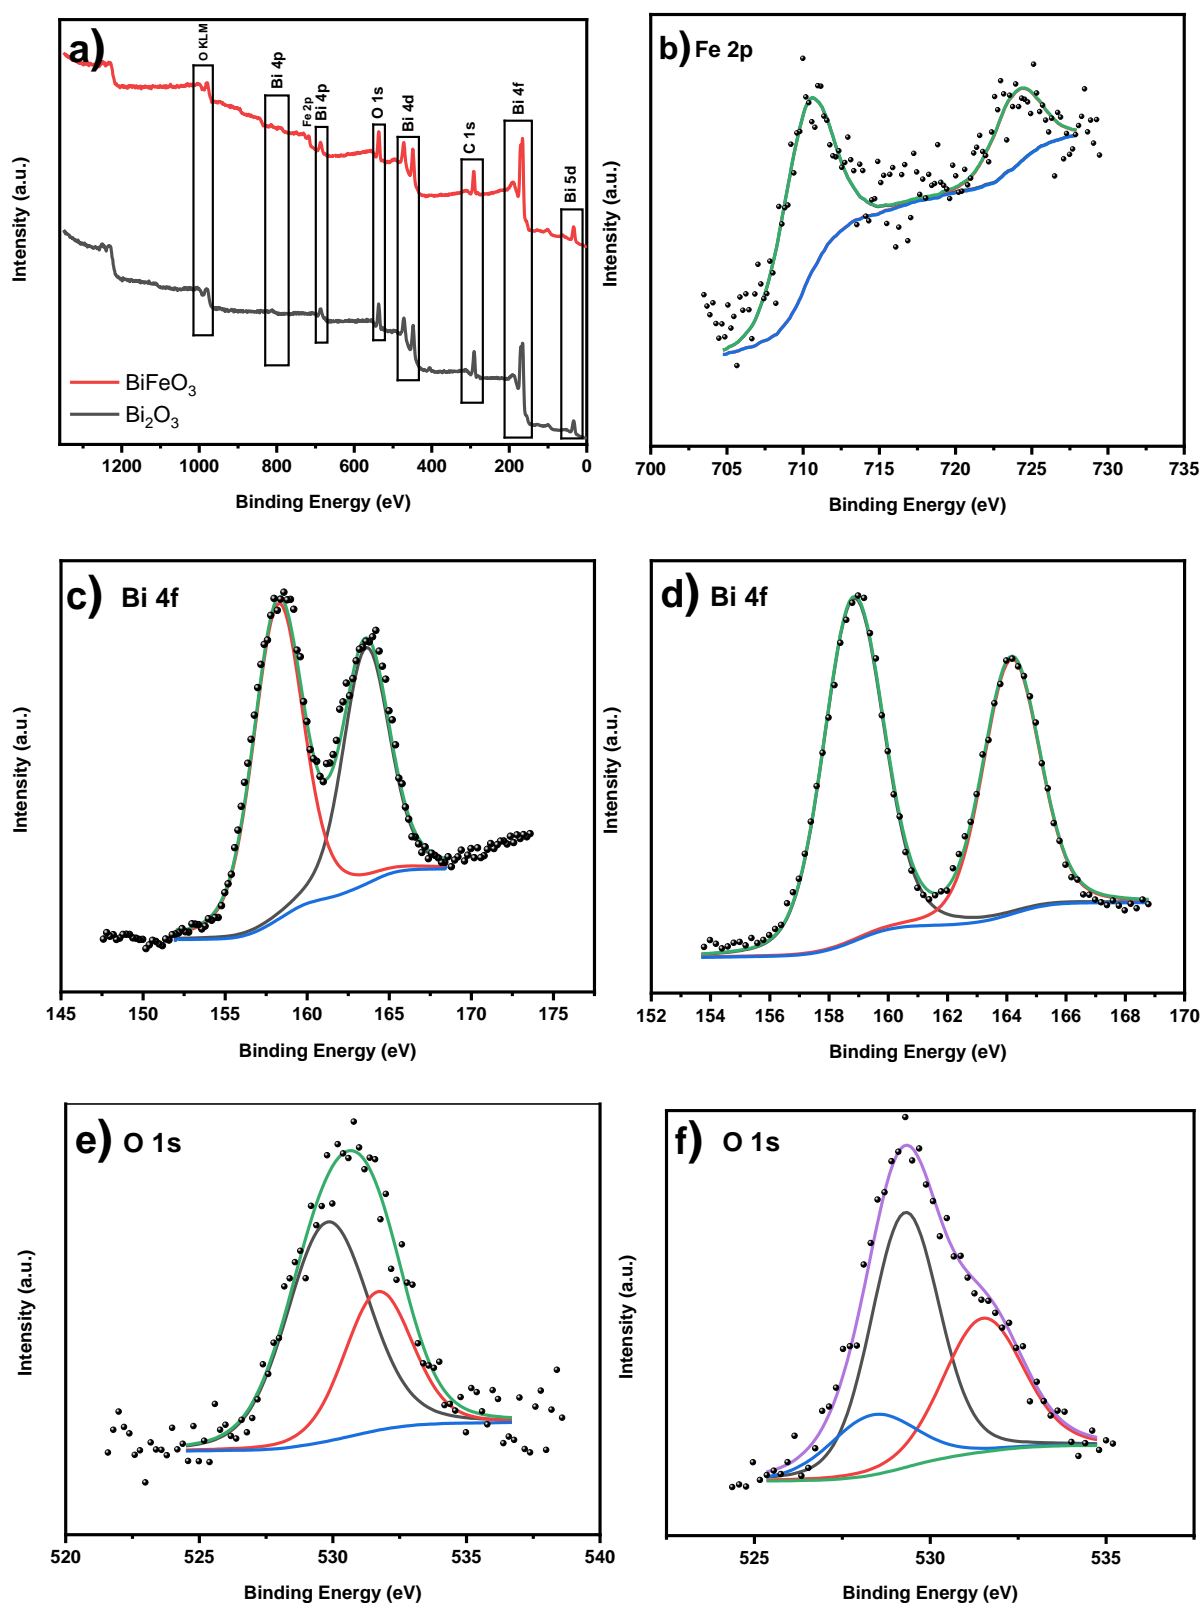 a)
O KLM
Bi 4p
Fe 2p
Bi 4p
O 1s
Bi 4d
C 1s
Bi 4f
Bi 5d
BiFeO3
Bi2O3
Intensity (a.u.)
1200 1000 800 600 400 200 0
Binding Energy (eV)
b) Fe 2p
Intensity (a.u.)
700 705 710 715 720 725 730 735
Binding Energy (eV)
c) Bi 4f
Intensity (a.u.)
145 150 155 160 165 170 175
Binding Energy (eV)
d) Bi 4f
Intensity (a.u.)
152 154 156 158 160 162 164 166 168 170
Binding Energy (eV)
e) O 1s
Intensity (a.u.)
520 525 530 535 540
Binding Energy (eV)
f) O 1s
Intensity (a.u.)
525 530 535
Binding Energy (eV)